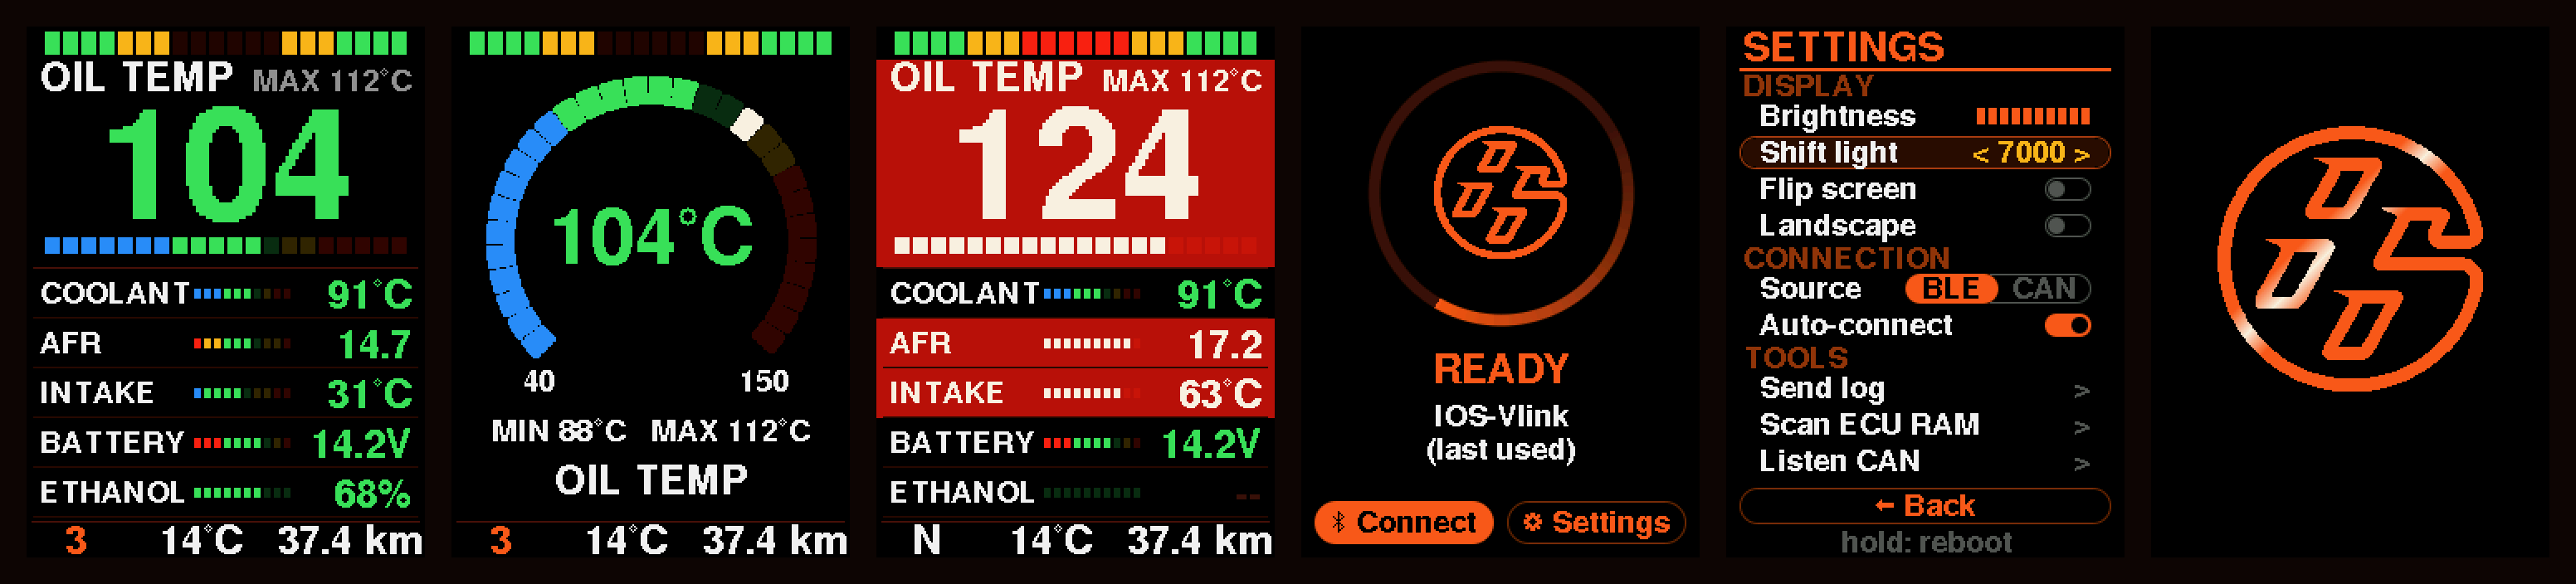 OIL TEMP MAX 112°C
104
COOLANT 91°C
AFR 14.7
INTAKE 31°C
BATTERY 14.2V
ETHANOL 68%
3 14°C 37.4 km
104°C
40 150
MIN 88°C MAX 112°C
OIL TEMP
3 14°C 37.4 km
OIL TEMP MAX 112°C
124
COOLANT 91°C
AFR 17.2
INTAKE 63°C
BATTERY 14.2V
ETHANOL --
N 14°C 37.4 km
READY
IOS-Vlink
(last used)
Connect Settings
SETTINGS
DISPLAY
Brightness
Shift light < 7000 >
Flip screen
Landscape
CONNECTION
Source BLE CAN
Auto-connect
TOOLS
Send log >
Scan ECU RAM >
Listen CAN >
← Back
hold: reboot